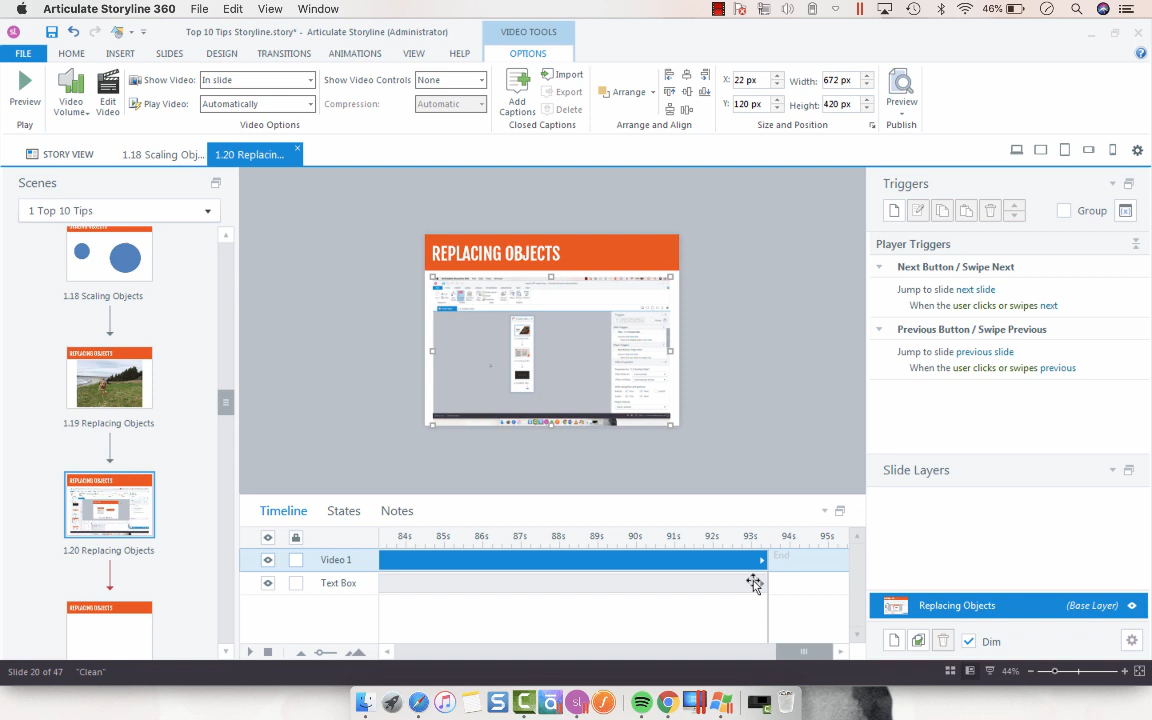 Articulate Storyline 360 File Edit View Window 46%
Top 10 Tips Storyline.story* - Articulate Storyline (Administrator) VIDEO TOOLS
FILE HOME INSERT SLIDES DESIGN TRANSITIONS ANIMATIONS VIEW HELP OPTIONS
Show Video: In slide Show Video Controls None Import X: 22 px Width: 672 px
Play Video: Automatically Compression: Automatic Export Arrange Y: 120 px Height: 420 px
Preview Video Volume Edit Video Add Captions Delete Preview
Play Video Options Closed Captions Arrange and Align Size and Position Publish
STORY VIEW 1.18 Scaling Obj... 1.20 Replacin...
Scenes
1 Top 10 Tips
1.18 Scaling Objects
REPLACING OBJECTS
1.19 Replacing Objects
REPLACING OBJECTS
1.20 Replacing Objects
REPLACING OBJECTS
REPLACING OBJECTS
Triggers
Group
Player Triggers
Next Button / Swipe Next
Jump to slide next slide
When the user clicks or swipes next
Previous Button / Swipe Previous
Jump to slide previous slide
When the user clicks or swipes previous
Slide Layers
Replacing Objects (Base Layer)
Dim
Timeline States Notes
84s 85s 86s 87s 88s 89s 90s 91s 92s 93s 94s 95s
Video 1 End
Text Box
Slide 20 of 47 "Clean" 44%